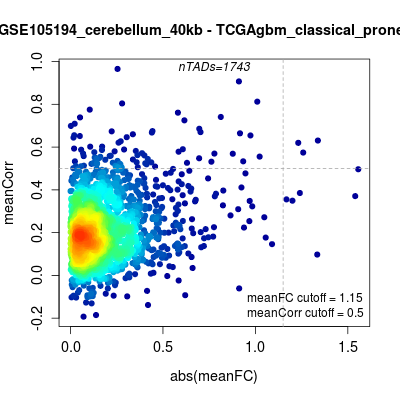 GSE105194_cerebellum_40kb - TCGAgbm_classical_prone
nTADs=1743
meanCorr
1.0
0.8
0.6
0.4
0.2
0.0
-0.2
meanFC cutoff = 1.15
meanCorr cutoff = 0.5
0.0 0.5 1.0 1.5
abs(meanFC)